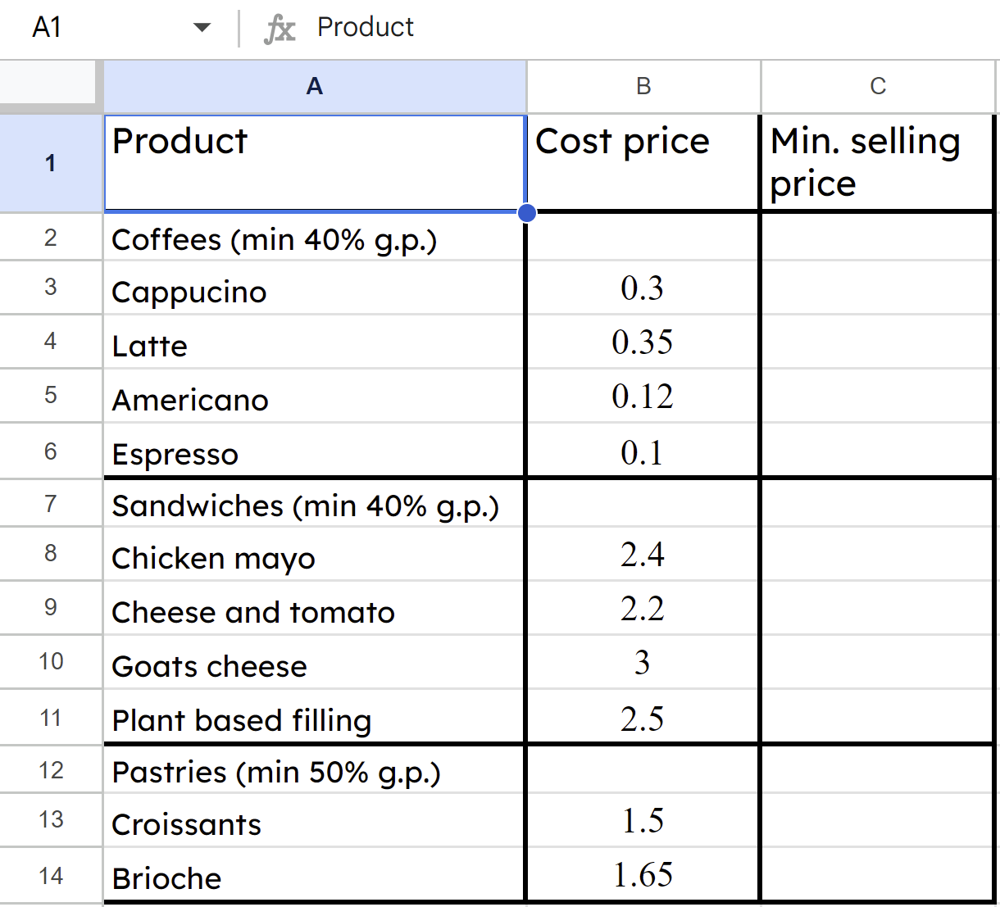 A1 fx Product
A B C
1 Product Cost price Min. selling
price
2 Coffees (min 40% g.p.)
3 Cappucino 0.3
4 Latte 0.35
5 Americano 0.12
6 Espresso 0.1
7 Sandwiches (min 40% g.p.)
8 Chicken mayo 2.4
9 Cheese and tomato 2.2
10 Goats cheese 3
11 Plant based filling 2.5
12 Pastries (min 50% g.p.)
13 Croissants 1.5
14 Brioche 1.65